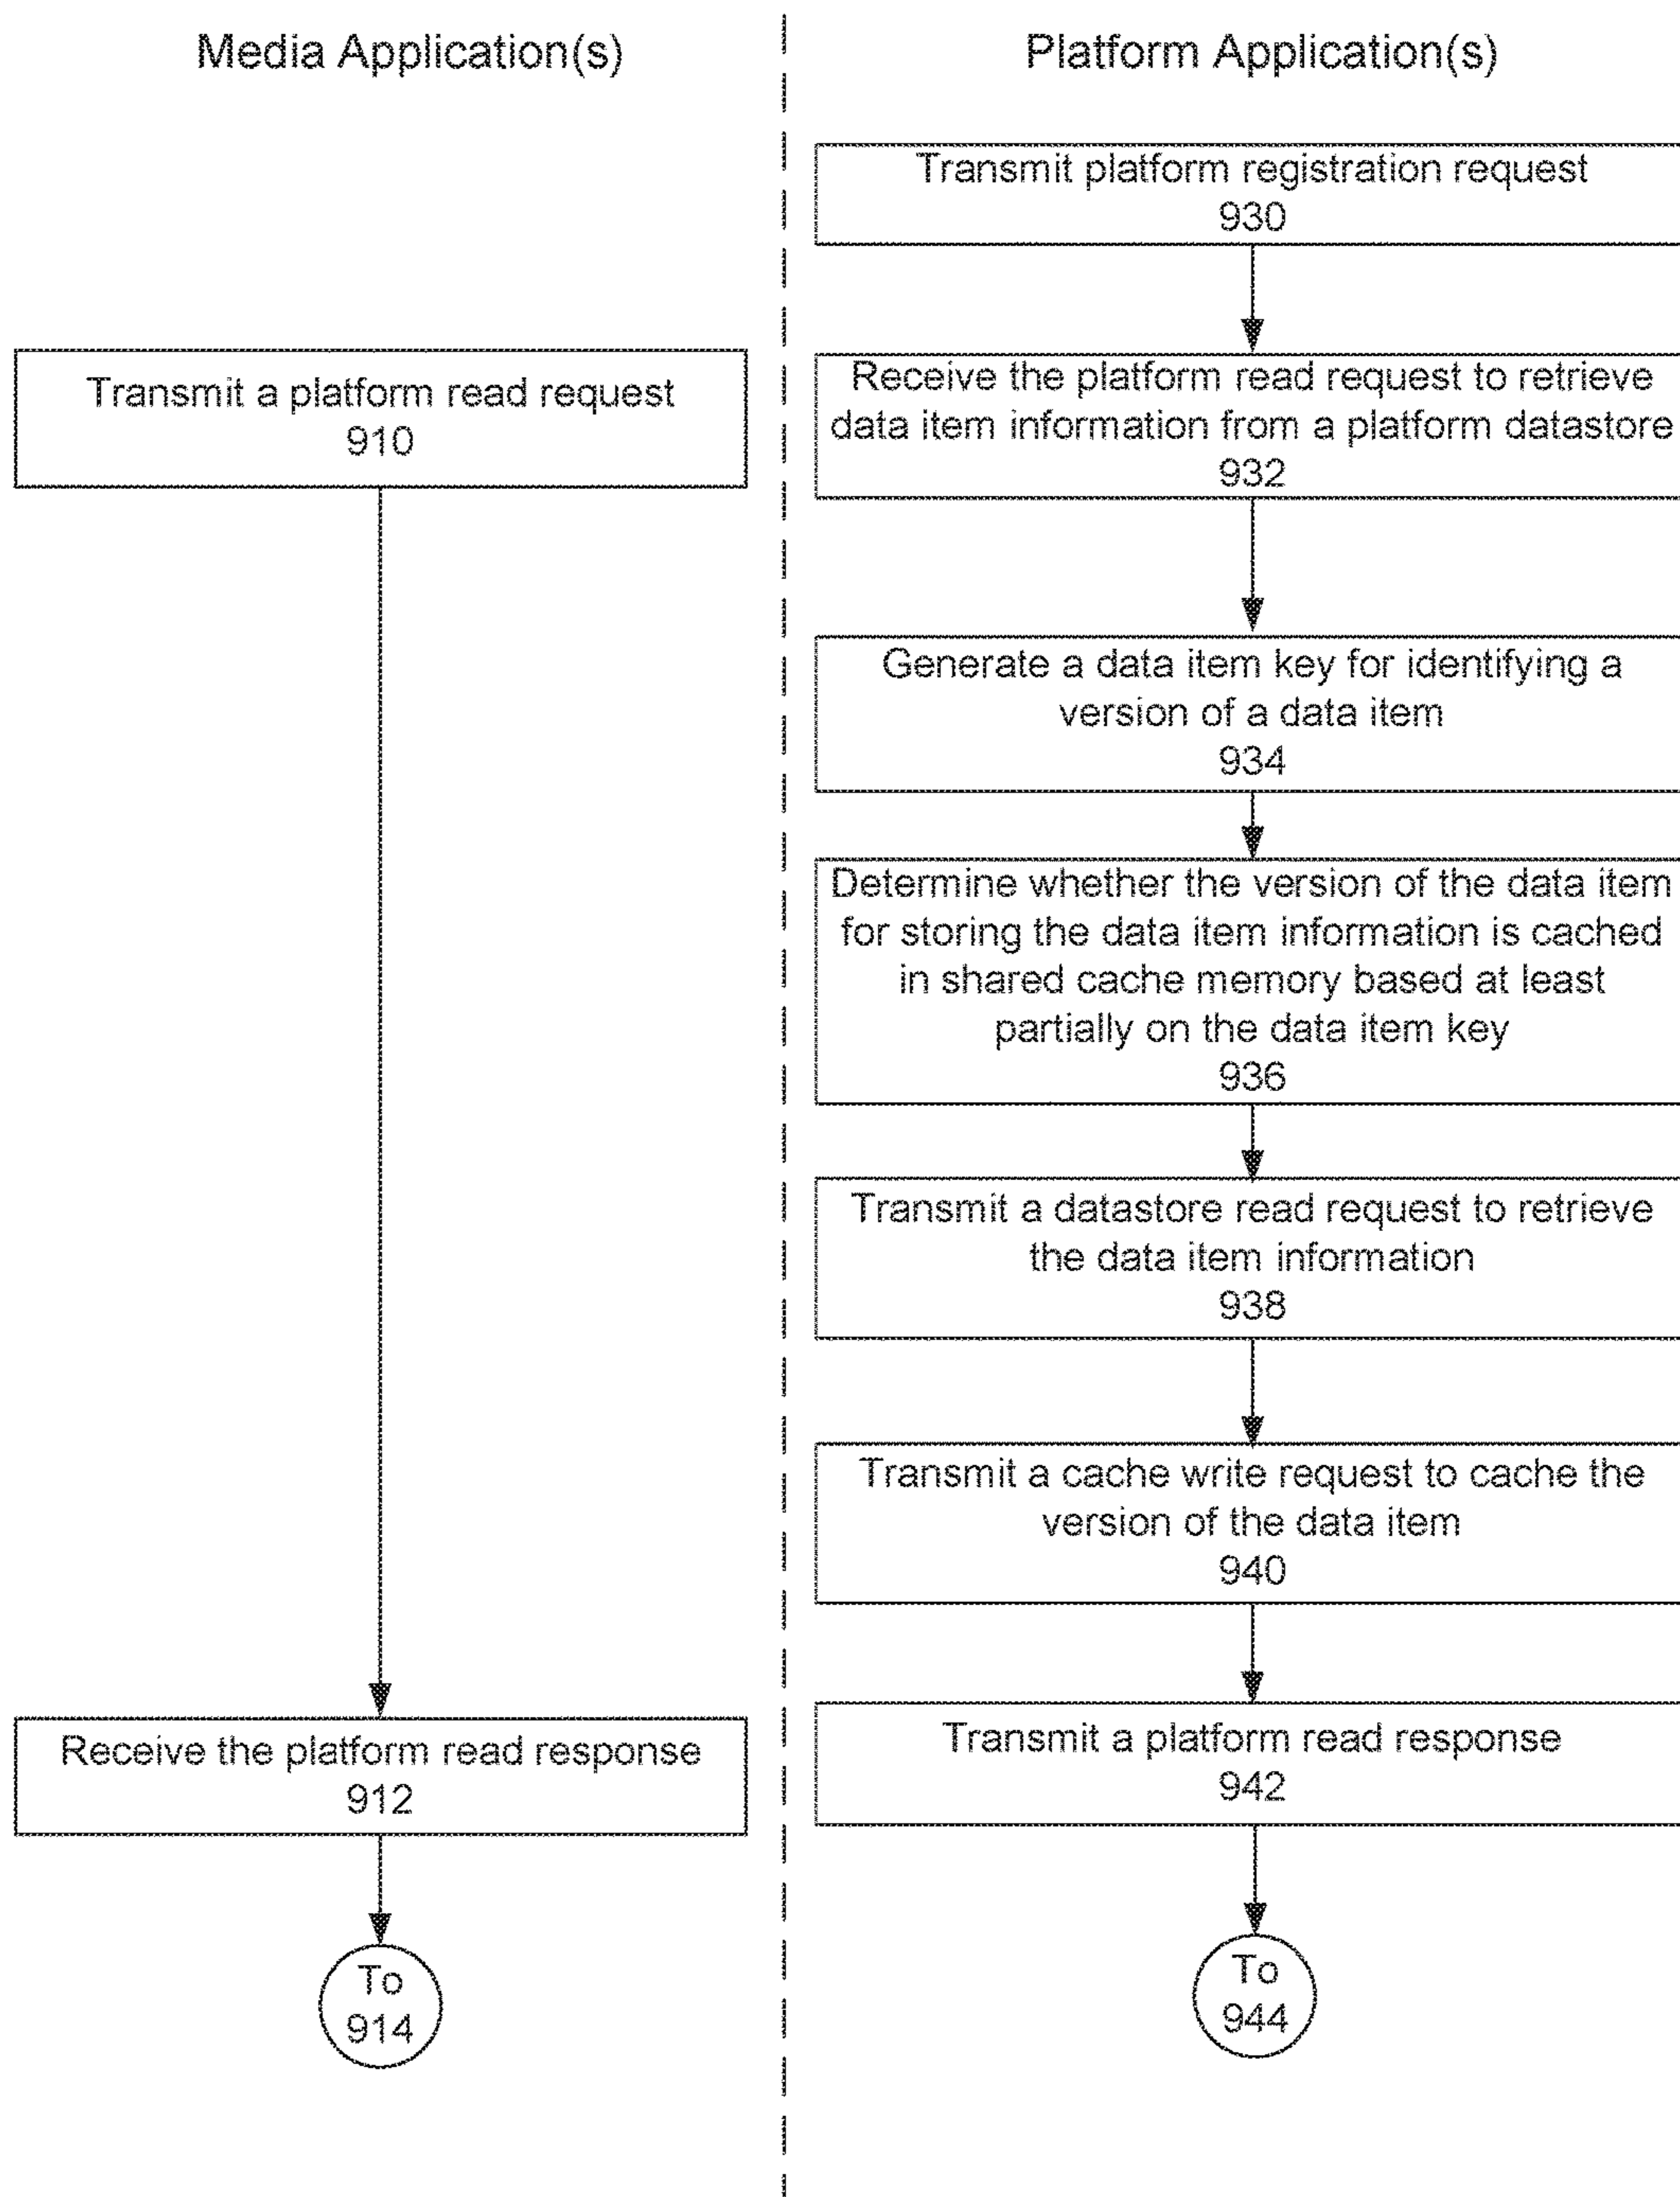 Media Application(s)
Platform Application(s)
Transmit platform registration request
930
Transmit a platform read request
910
Receive the platform read request to retrieve
data item information from a platform datastore
932
Generate a data item key for identifying a
version of a data item
934
Determine whether the version of the data item
for storing the data item information is cached
in shared cache memory based at least
partially on the data item key
936
Transmit a datastore read request to retrieve
the data item information
938
Transmit a cache write request to cache the
version of the data item
940
Receive the platform read response
912
Transmit a platform read response
942
To
914
To
944